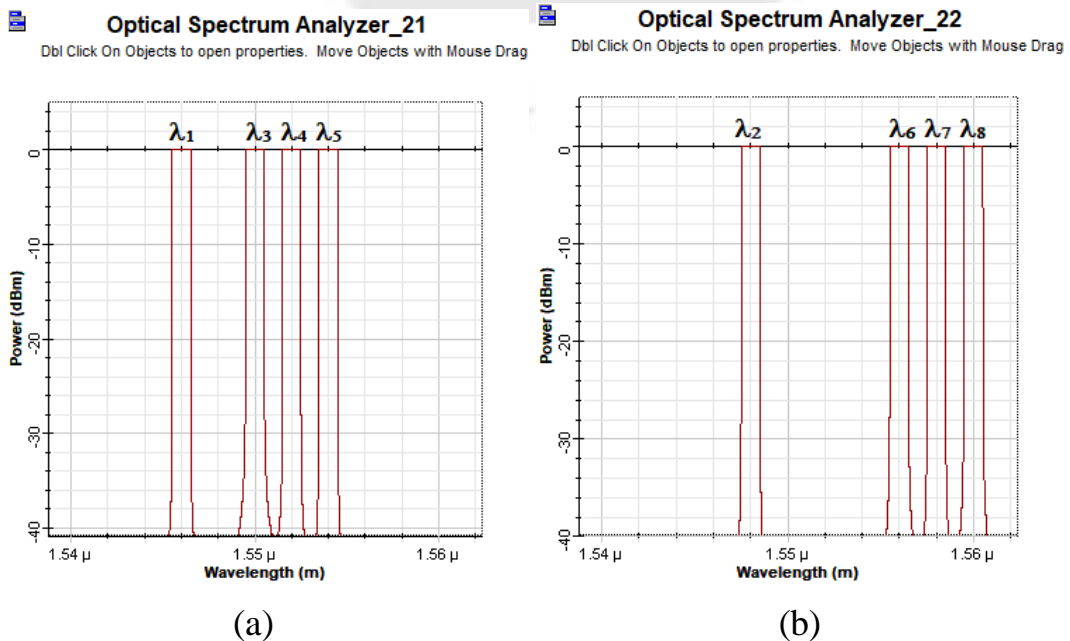 Optical Spectrum Analyzer_21
Dbl Click On Objects to open properties. Move Objects with Mouse Drag
λ1 λ3 λ4 λ5
0
-10
-20
-30
-40
Power (dBm)
1.54 µ 1.55 µ 1.56 µ
Wavelength (m)
(a)
Optical Spectrum Analyzer_22
Dbl Click On Objects to open properties. Move Objects with Mouse Drag
λ2 λ6 λ7 λ8
0
-10
-20
-30
-40
Power (dBm)
1.54 µ 1.55 µ 1.56 µ
Wavelength (m)
(b)